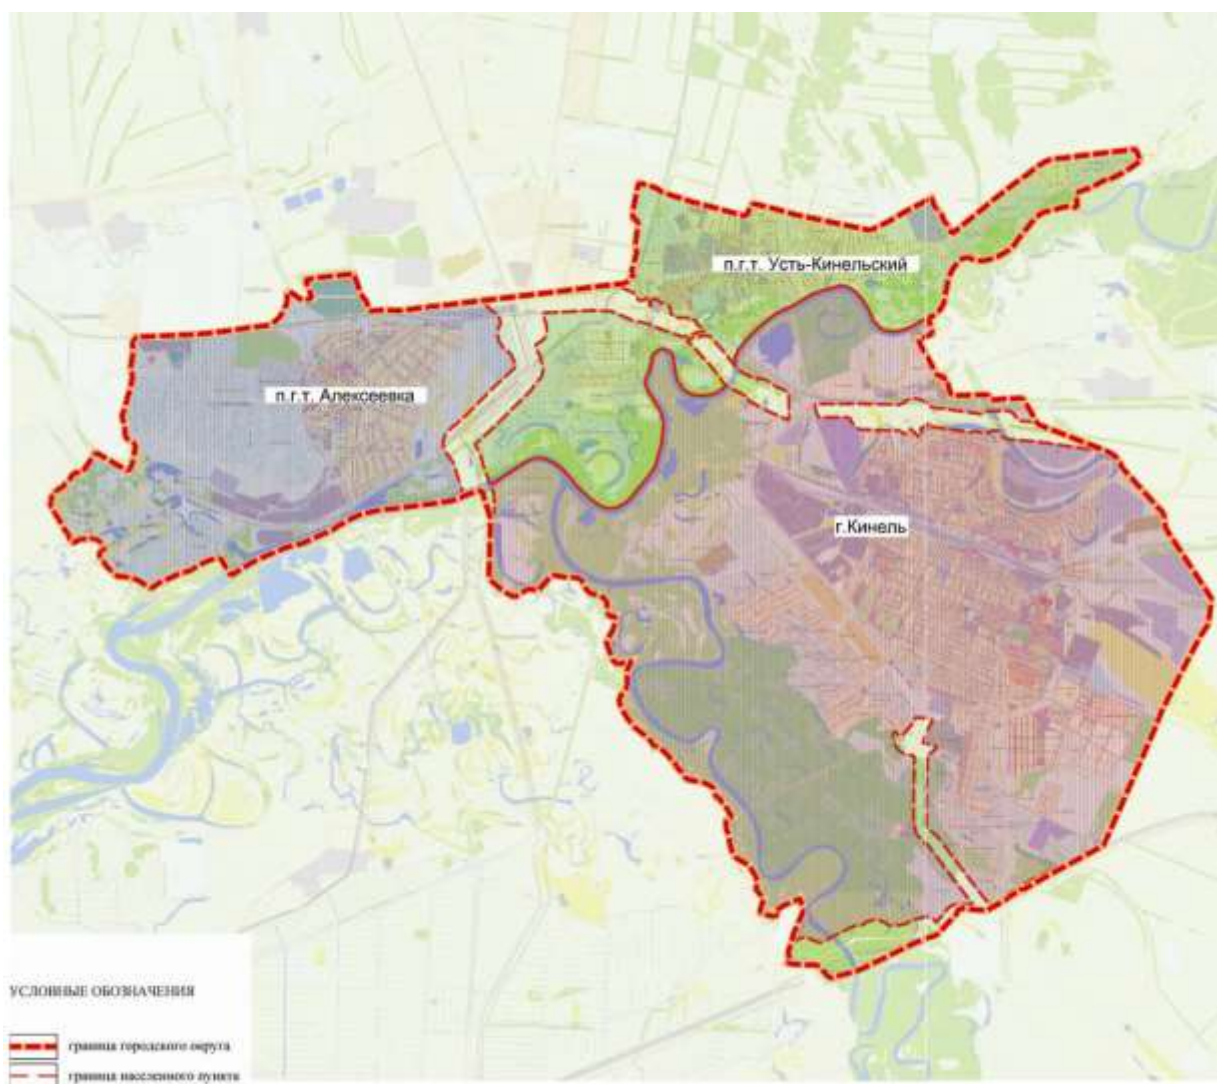 п.г.т. Усть-Кинельский
п.г.т. Алексеевка
г.Кинель
УСЛОВНЫЕ ОБОЗНАЧЕНИЯ
граница городского округа
граница населенного пункта